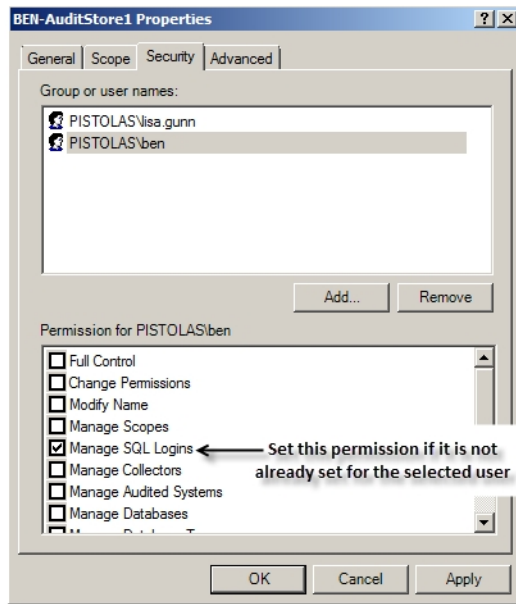 BEN-AuditStore1 Properties
General Scope Security Advanced
Group or user names:
PISTOLAS\lisa.gunn
PISTOLAS\ben
Add... Remove
Permission for PISTOLAS\ben
Full Control
Change Permissions
Modify Name
Manage Scopes
Manage SQL Logins
Set this permission if it is not
already set for the selected user
Manage Collectors
Manage Audited Systems
Manage Databases
OK Cancel Apply